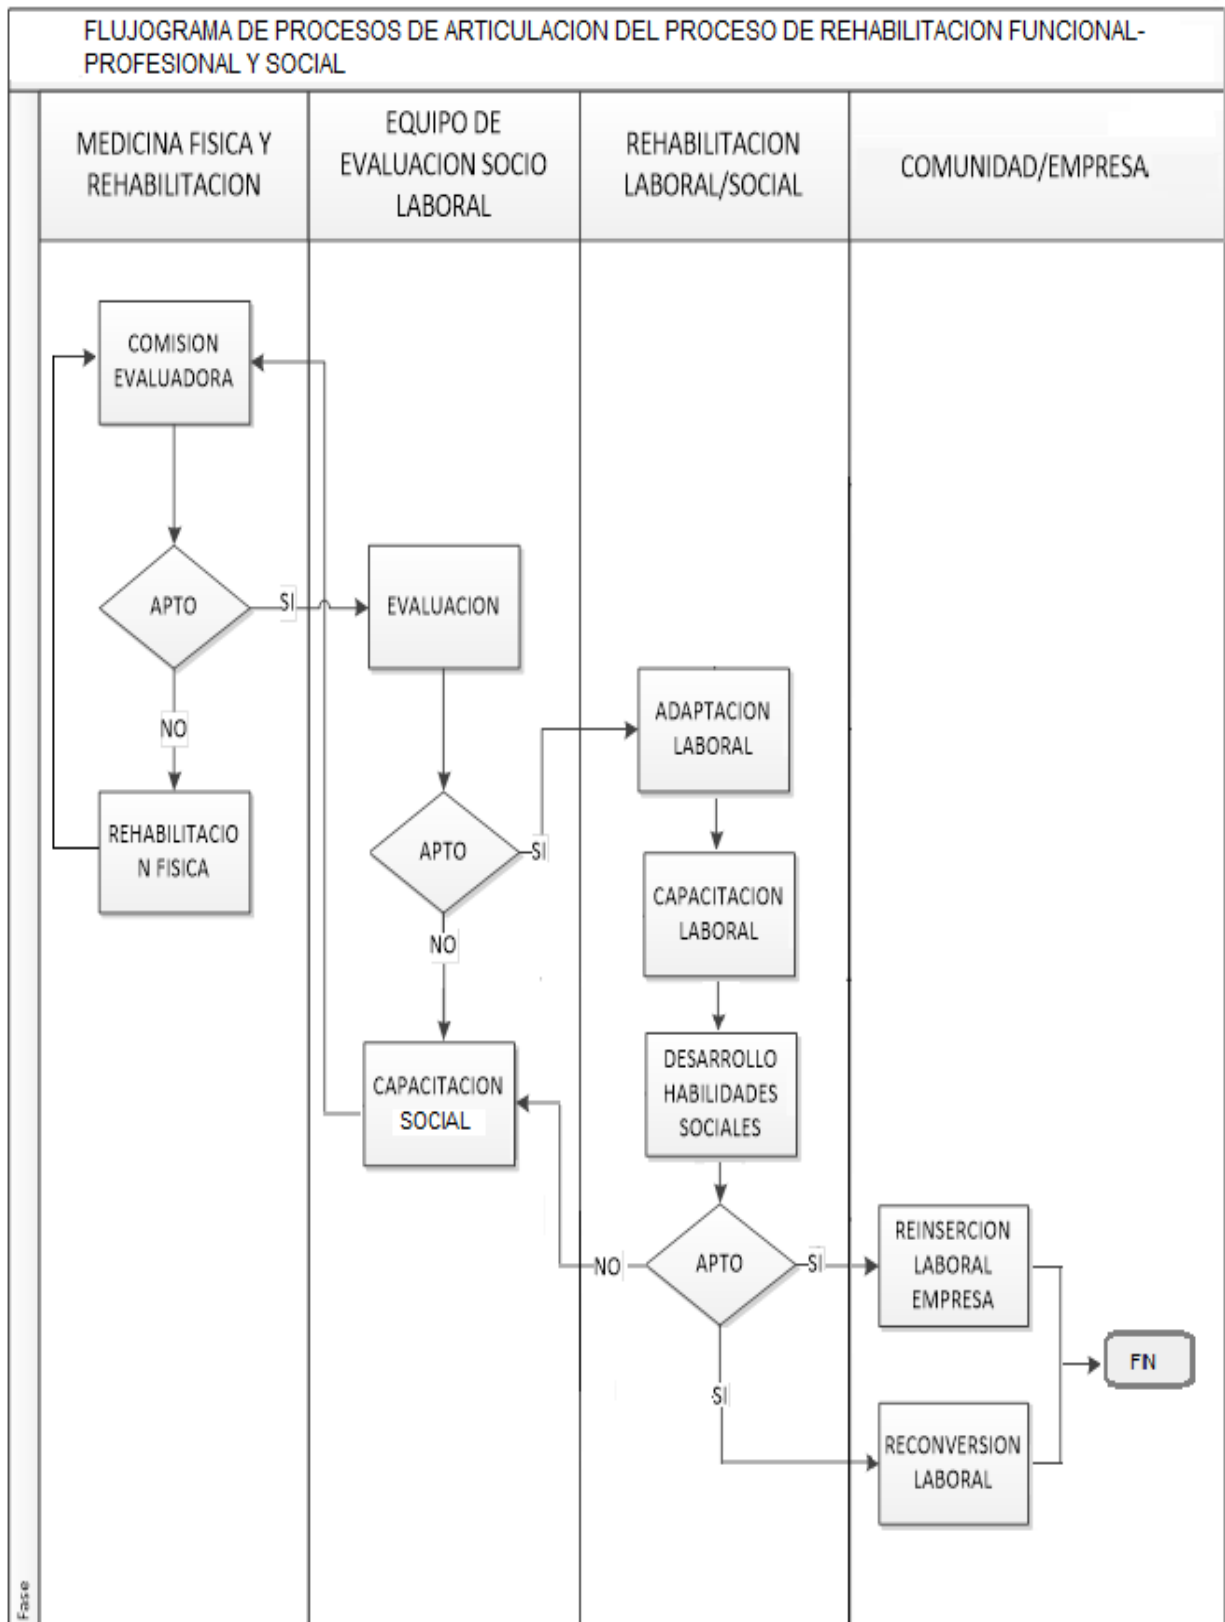 FLUJOGRAMA DE PROCESOS DE ARTICULACION DEL PROCESO DE REHABILITACION FUNCIONAL-
PROFESIONAL Y SOCIAL
MEDICINA FISICA Y
REHABILITACION
EQUIPO DE
EVALUACION SOCIO
LABORAL
REHABILITACION
LABORAL/SOCIAL
COMUNIDAD/EMPRESA.
COMISION
EVALUADORA
APTO
SI
NO
REHABILITACIO
N FISICA
EVALUACION
APTO
SI
NO
CAPACITACION
SOCIAL
ADAPTACION
LABORAL
CAPACITACION
LABORAL
DESARROLLO
HABILIDADES
SOCIALES
APTO
NO
SI
SI
REINSERCION
LABORAL
EMPRESA
RECONVERSION
LABORAL
FIN
Fase